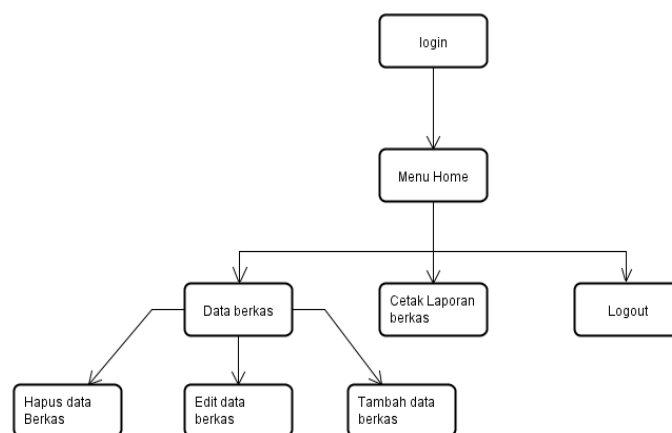 login
Menu Home
Data berkas
Cetak Laporan
berkas
Logout
Hapus data
Berkas
Edit data
berkas
Tambah data
berkas